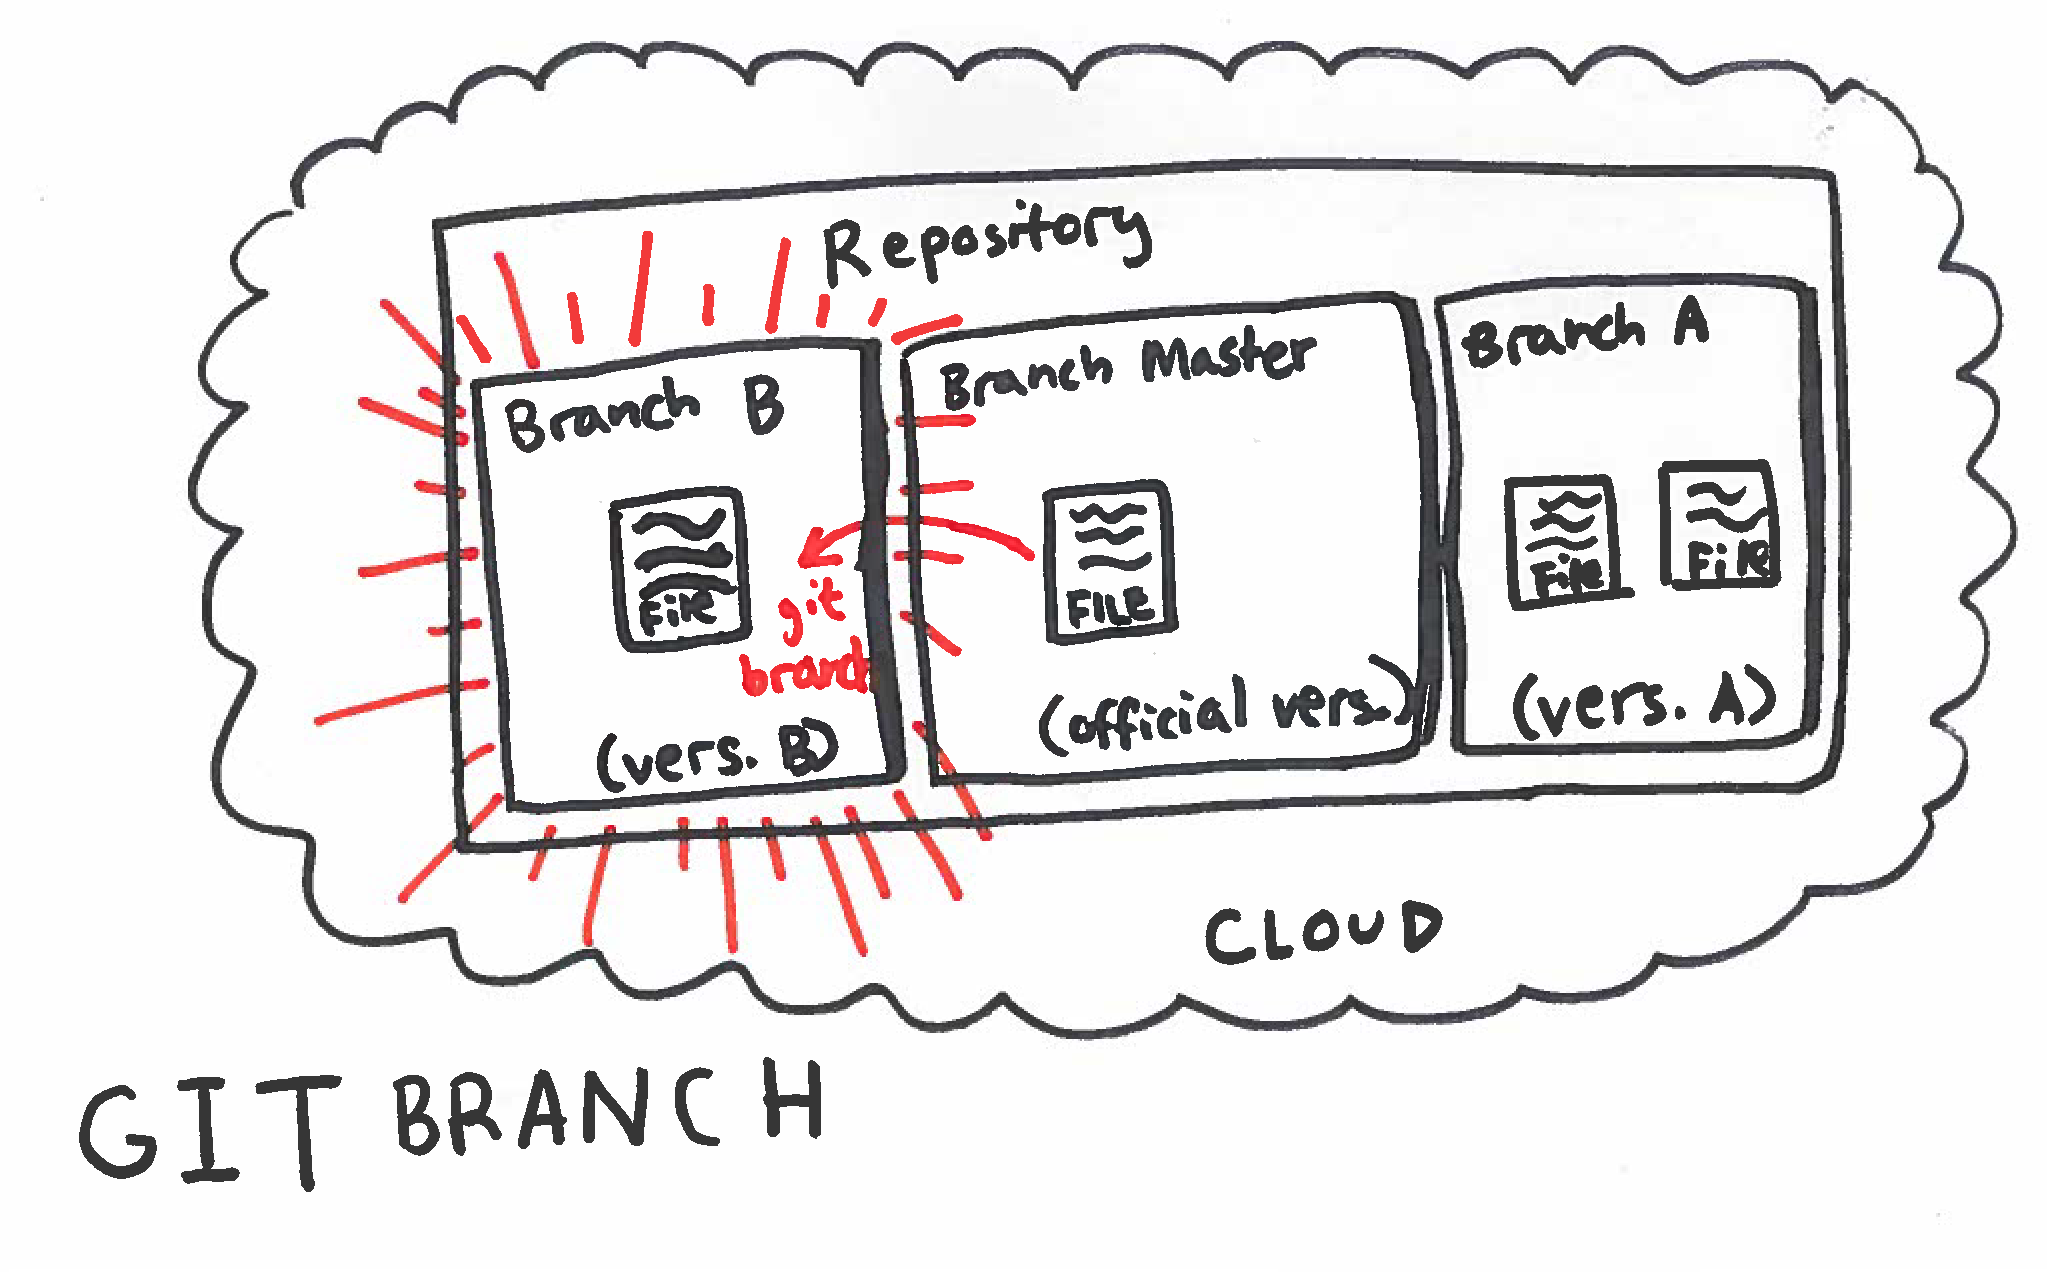 Repository
Branch B
File
git
branch
(vers. B)
Branch Master
FILE
(official vers.)
Branch A
File
File
(vers. A)
CLOUD
GIT BRANCH